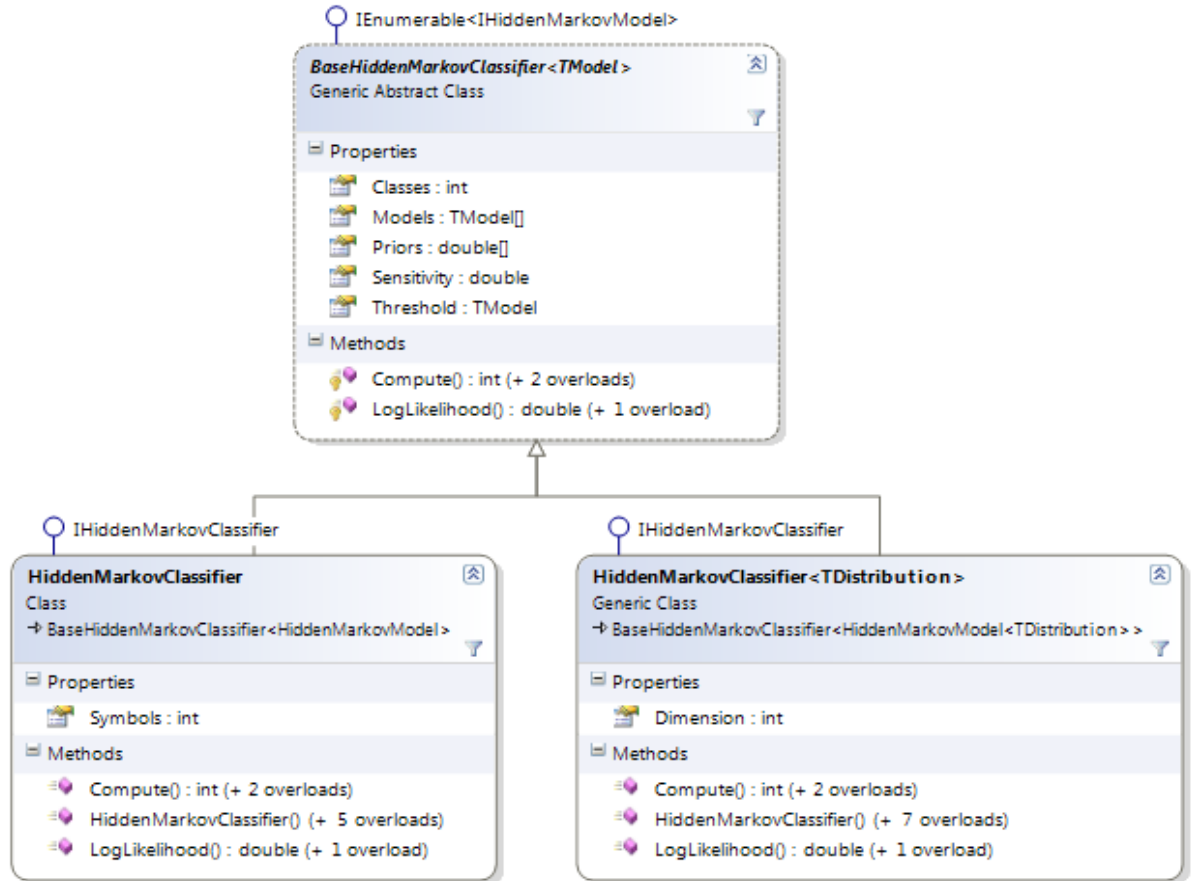 IEnumerable<IHiddenMarkovModel>
BaseHiddenMarkovClassifier<TModel>
Generic Abstract Class
Properties
Classes : int
Models : TModel[]
Priors : double[]
Sensitivity : double
Threshold : TModel
Methods
Compute() : int (+ 2 overloads)
LogLikelihood() : double (+ 1 overload)
IHiddenMarkovClassifier
HiddenMarkovClassifier
Class
BaseHiddenMarkovClassifier<HiddenMarkovModel>
Properties
Symbols : int
Methods
Compute() : int (+ 2 overloads)
HiddenMarkovClassifier() (+ 5 overloads)
LogLikelihood() : double (+ 1 overload)
IHiddenMarkovClassifier
HiddenMarkovClassifier<TDistribution>
Generic Class
BaseHiddenMarkovClassifier<HiddenMarkovModel<TDistribution>>
Properties
Dimension : int
Methods
Compute() : int (+ 2 overloads)
HiddenMarkovClassifier() (+ 7 overloads)
LogLikelihood() : double (+ 1 overload)